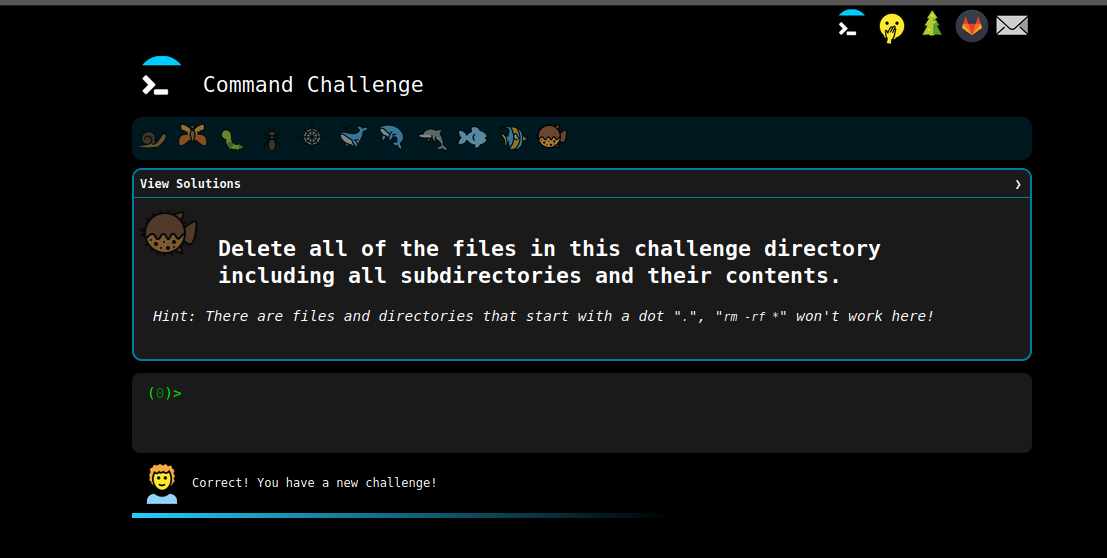 Command Challenge
View Solutions ❯
Delete all of the files in this challenge directory
including all subdirectories and their contents.
Hint: There are files and directories that start with a dot ".", "rm -rf *" won't work here!
(0)>
Correct! You have a new challenge!